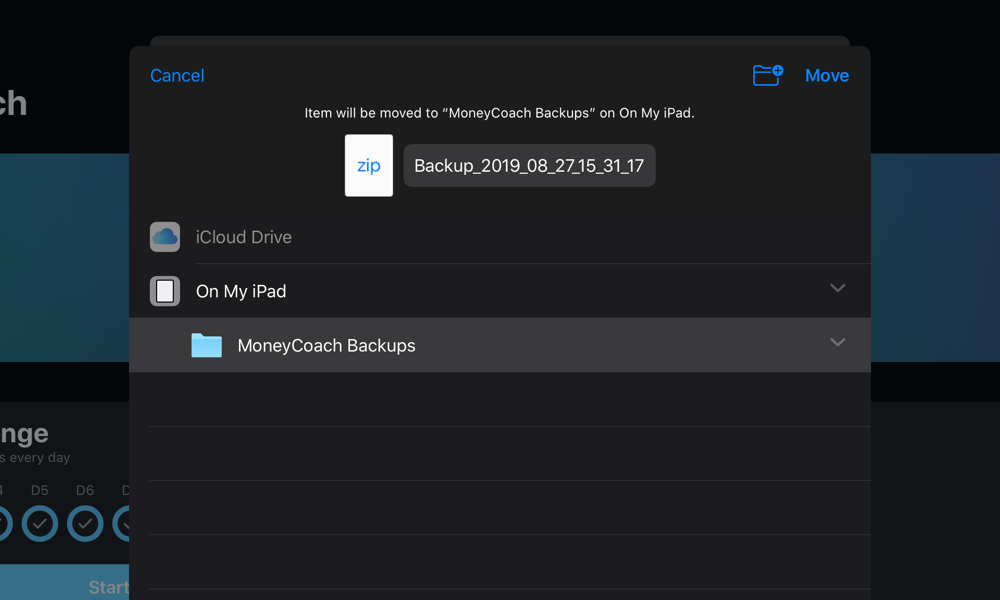 Cancel
Move
Item will be moved to “MoneyCoach Backups” on On My iPad.
zip
Backup_2019_08_27_15_31_17
iCloud Drive
On My iPad
MoneyCoach Backups
ch
nge
s every day
4 D5 D6 D
Start